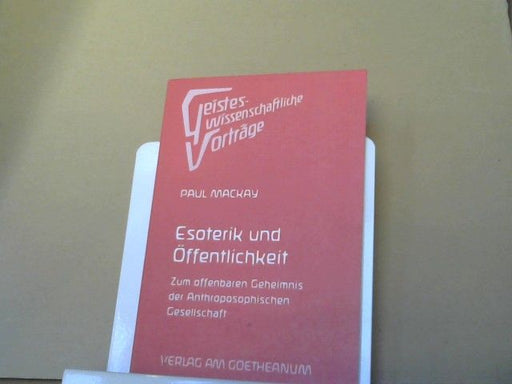 Geistes-
Wissenschaftliche
Vorträge
PAUL MACKAY
Esoterik und
Öffentlichkeit
Zum offenbaren Geheimnis
der Anthroposophischen
Gesellschaft
VERLAG AM GOETHEANUM